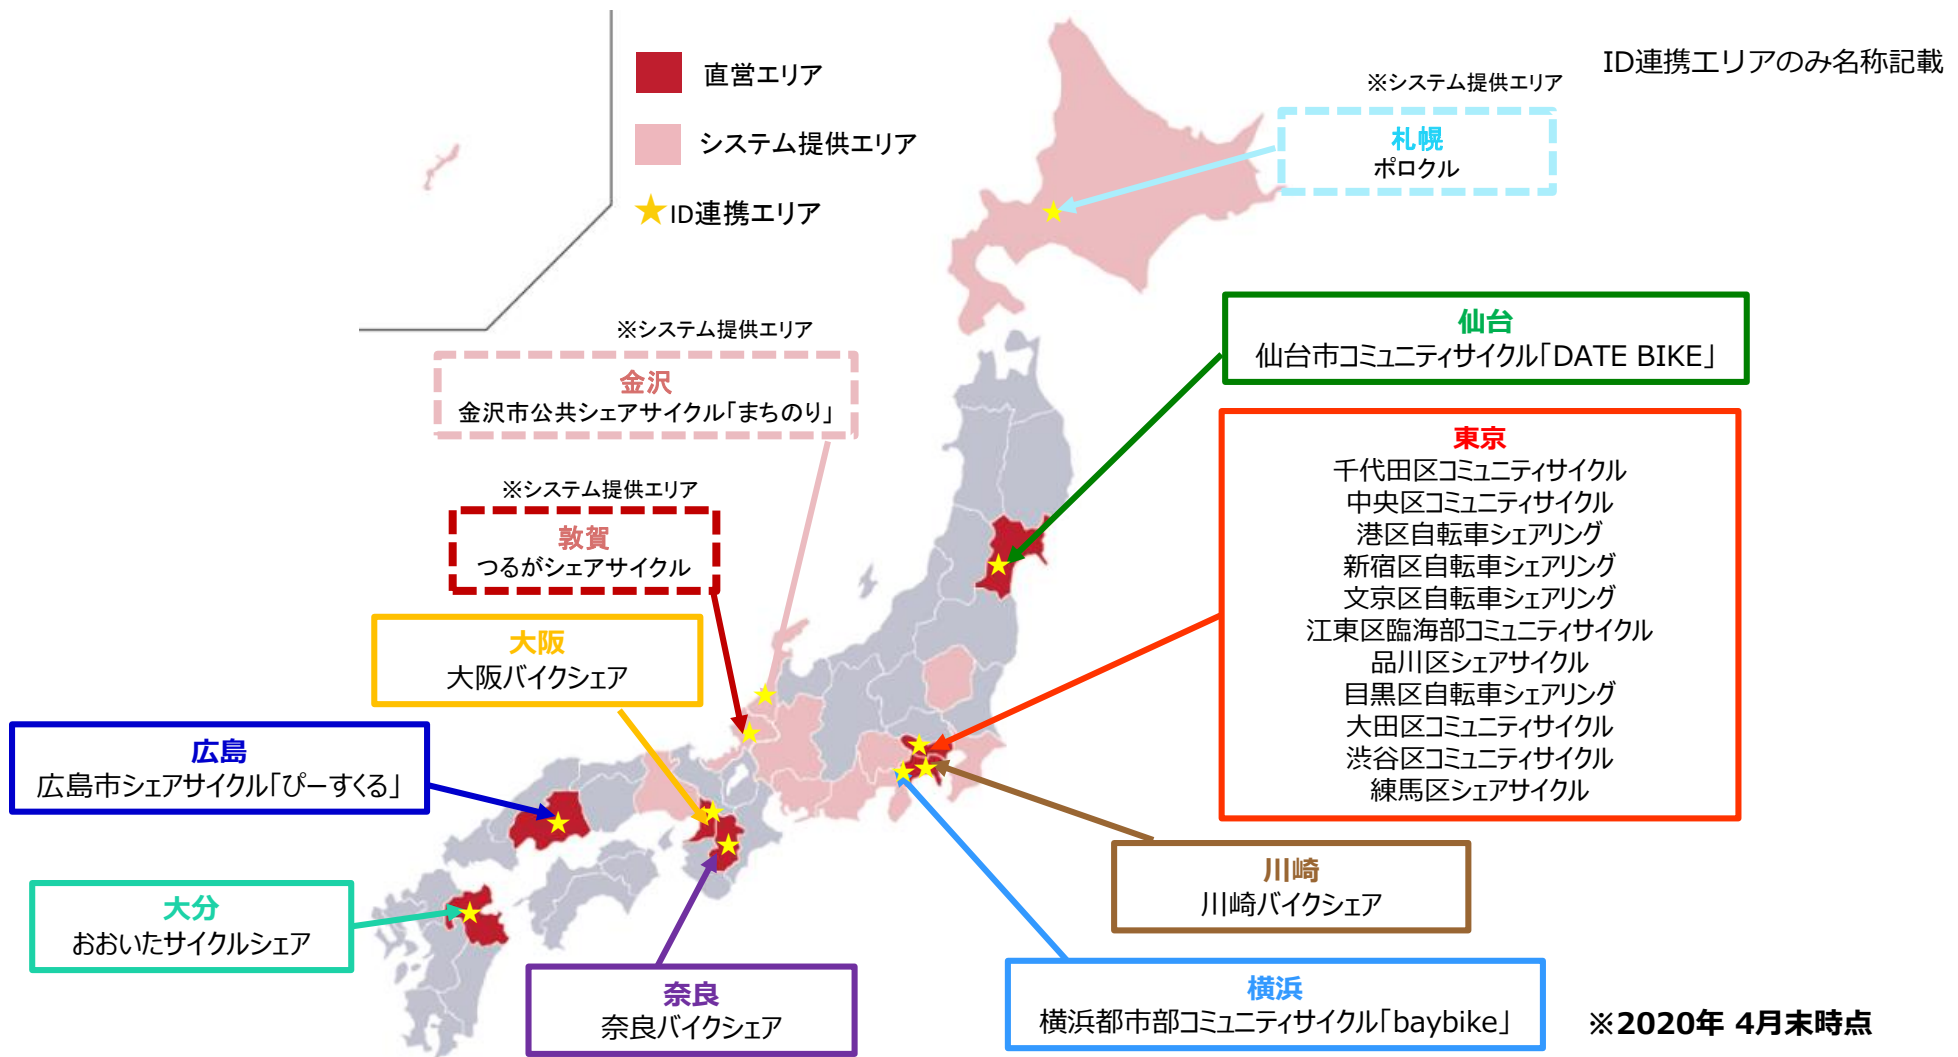 直営エリア
システム提供エリア
ID連携エリア
ID連携エリアのみ名称記載
※システム提供エリア
札幌
ポロクル
仙台
仙台市コミュニティサイクル「DATE BIKE」
※システム提供エリア
金沢
金沢市公共シェアサイクル「まちのり」
※システム提供エリア
敦賀
つるがシェアサイクル
東京
千代田区コミュニティサイクル
中央区コミュニティサイクル
港区自転車シェアリング
新宿区自転車シェアリング
文京区自転車シェアリング
江東区臨海部コミュニティサイクル
品川区シェアサイクル
目黒区自転車シェアリング
大田区コミュニティサイクル
渋谷区コミュニティサイクル
練馬区シェアサイクル
大阪
大阪バイクシェア
広島
広島市シェアサイクル「ぴーすくる」
大分
おおいたサイクルシェア
奈良
奈良バイクシェア
川崎
川崎バイクシェア
横浜
横浜都市部コミュニティサイクル「baybike」
※2020年 4月末時点